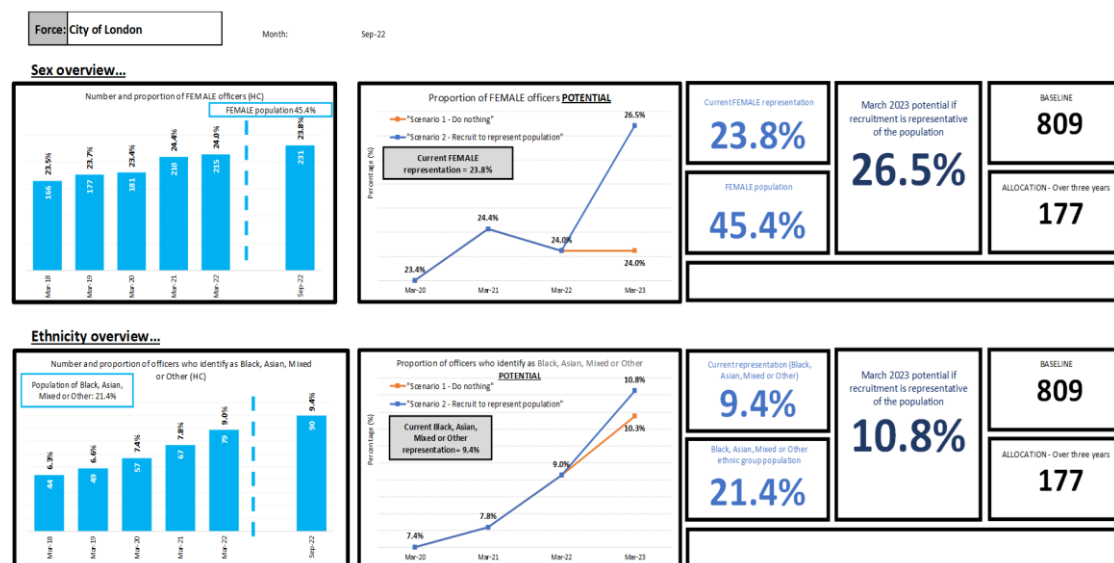 Force: City of London
Month: Sep-22
Sex overview...
Number and proportion of FEMALE officers (HC)
FEMALE population 45.4%
23.5%
23.7%
23.4%
24.4%
24.0%
23.8%
166
177
181
210
215
231
Mar-18
Mar-19
Mar-20
Mar-21
Mar-22
Sep-22
Proportion of FEMALE officers POTENTIAL
"Scenario 1 - Do nothing"
"Scenario 2 - Recruit to represent population"
Current FEMALE
representation = 23.8%
Percentage (%)
23.4%
24.4%
24.0%
26.5%
24.0%
Mar-20
Mar-21
Mar-22
Mar-23
Current FEMALE representation
23.8%
FEMALE population
45.4%
March 2023 potential if
recruitment is representative
of the population
26.5%
BASELINE
809
ALLOCATION - Over three years
177
Ethnicity overview...
Number and proportion of officers who identify as Black, Asian, Mixed
or Other (HC)
Population of Black, Asian,
Mixed or Other: 21.4%
6.3%
6.6%
7.4%
7.8%
9.0%
9.4%
44
49
57
67
79
90
Mar-18
Mar-19
Mar-20
Mar-21
Mar-22
Sep-22
Proportion of officers who identify as Black, Asian, Mixed or Other
POTENTIAL
"Scenario 1 - Do nothing"
"Scenario 2 - Recruit to represent population"
Current Black, Asian,
Mixed or Other
representation= 9.4%
Percentage (%)
7.4%
7.8%
9.0%
10.8%
10.3%
Mar-20
Mar-21
Mar-22
Mar-23
Current representation (Black,
Asian, Mixed or Other)
9.4%
Black, Asian, Mixed or Other
ethnic group population
21.4%
March 2023 potential if
recruitment is representative
of the population
10.8%
BASELINE
809
ALLOCATION - Over three years
177